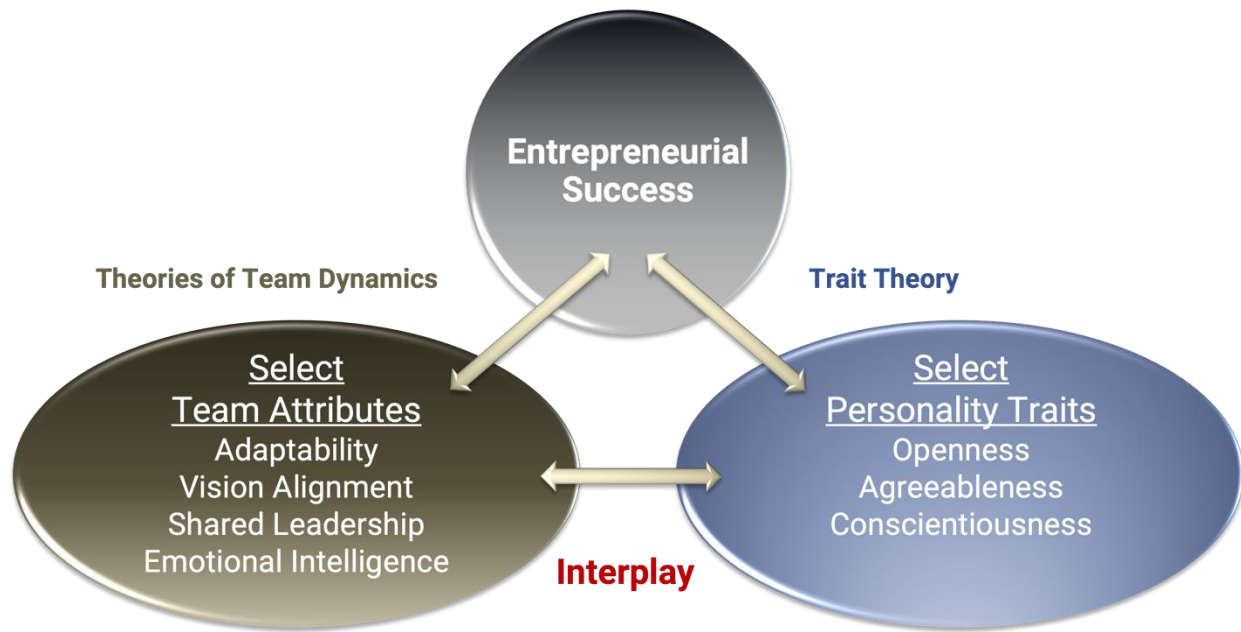 Entrepreneurial
Success
Theories of Team Dynamics
Trait Theory
Select
Team Attributes
Adaptability
Vision Alignment
Shared Leadership
Emotional Intelligence
Select
Personality Traits
Openness
Agreeableness
Conscientiousness
Interplay